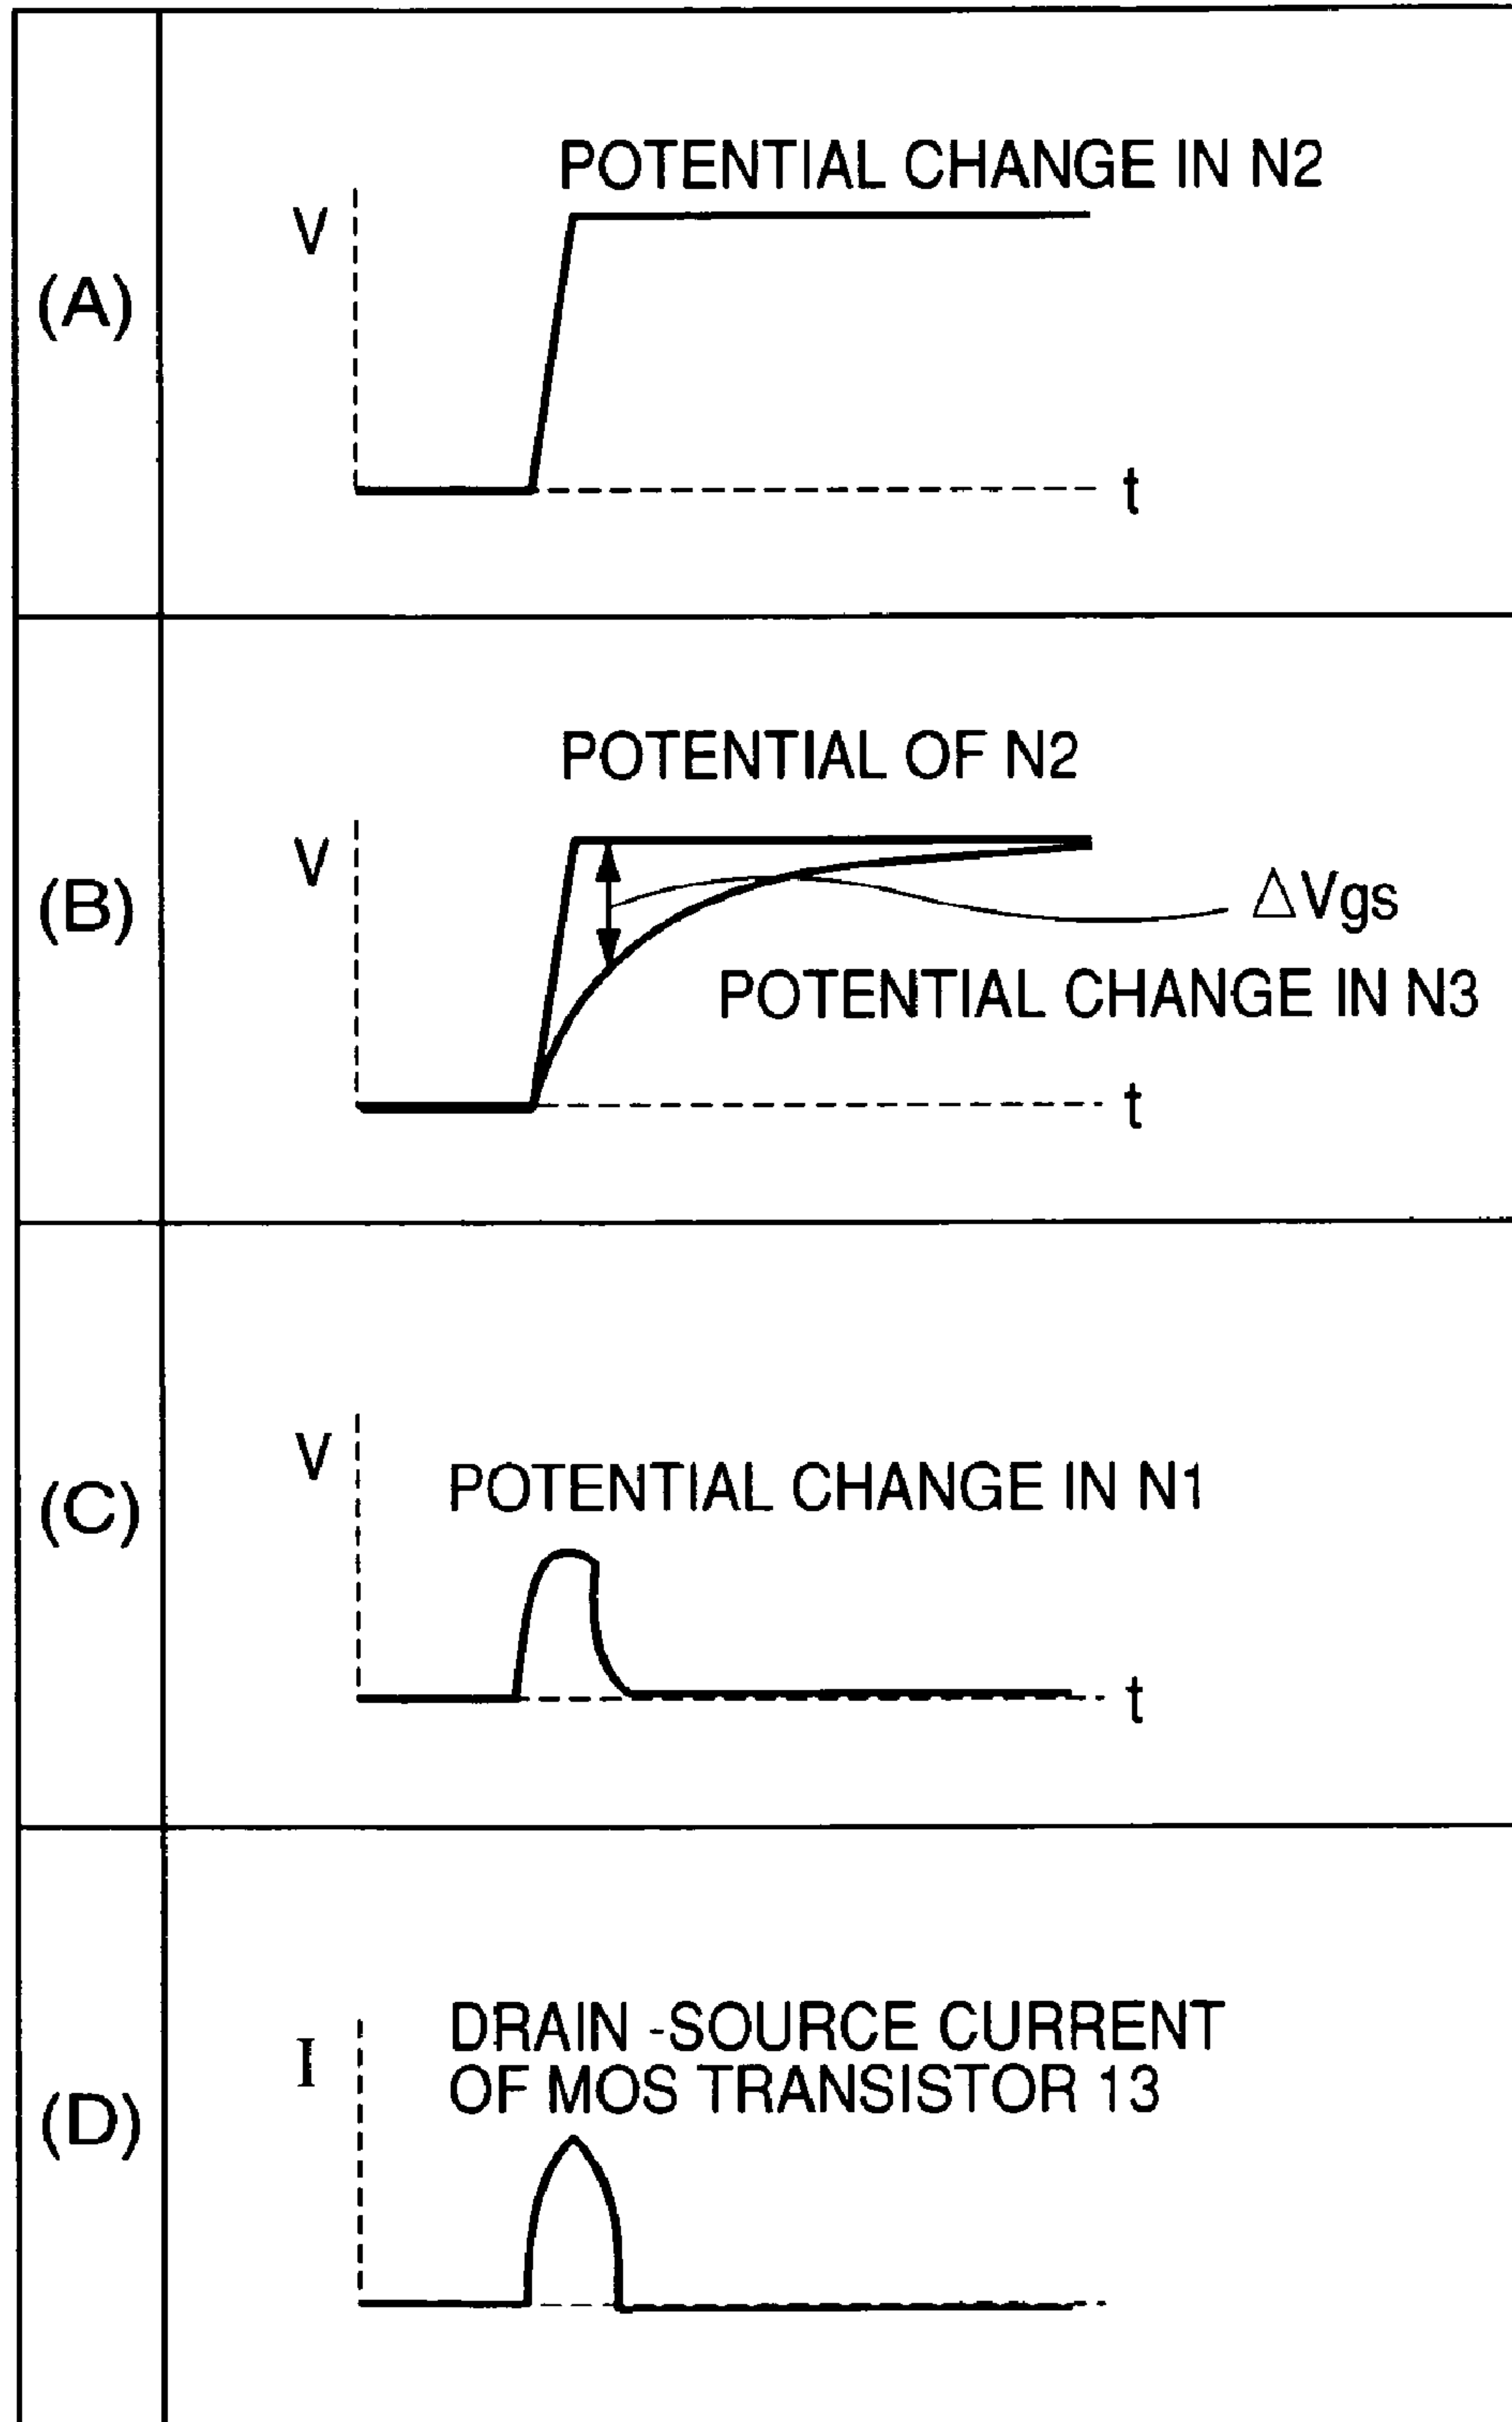 (A)
POTENTIAL CHANGE IN N2
V
t
(B)
POTENTIAL OF N2
V
△Vgs
POTENTIAL CHANGE IN N3
t
(C)
V
POTENTIAL CHANGE IN N1
t
(D)
I
DRAIN -SOURCE CURRENT
OF MOS TRANSISTOR 13